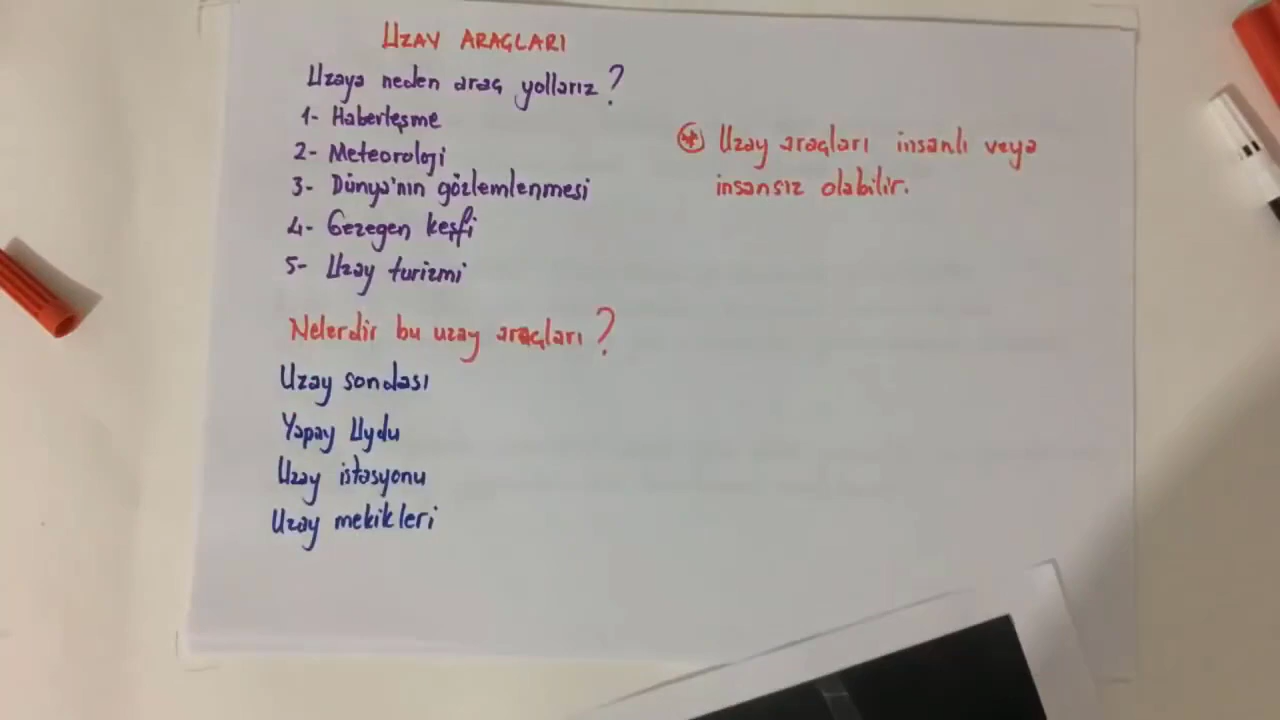 UZAY ARAÇLARI
Uzaya neden araç yollarız?
1- Haberleşme
2- Meteoroloji
3- Dünya'nın gözlemlenmesi
4- Gezegen keşfi
5- Uzay turizmi
* Uzay araçları insanlı veya
insansız olabilir.
Nelerdir bu uzay araçları?
Uzay sondası
Yapay Uydu
Uzay istasyonu
Uzay mekikleri